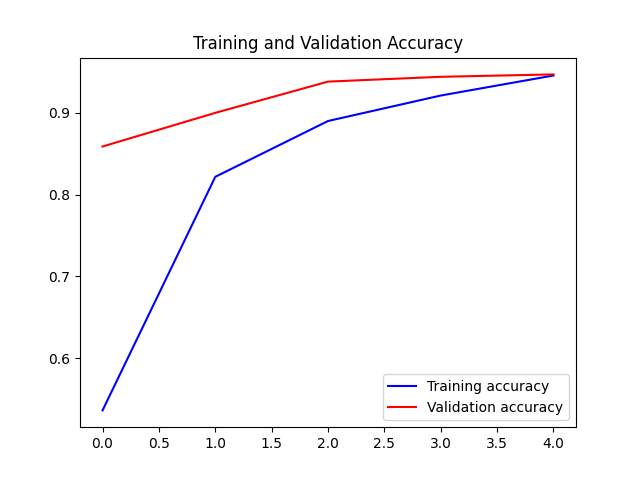 Training and Validation Accuracy
0.9
0.8
0.7
0.6
Training accuracy
Validation accuracy
0.0 0.5 1.0 1.5 2.0 2.5 3.0 3.5 4.0